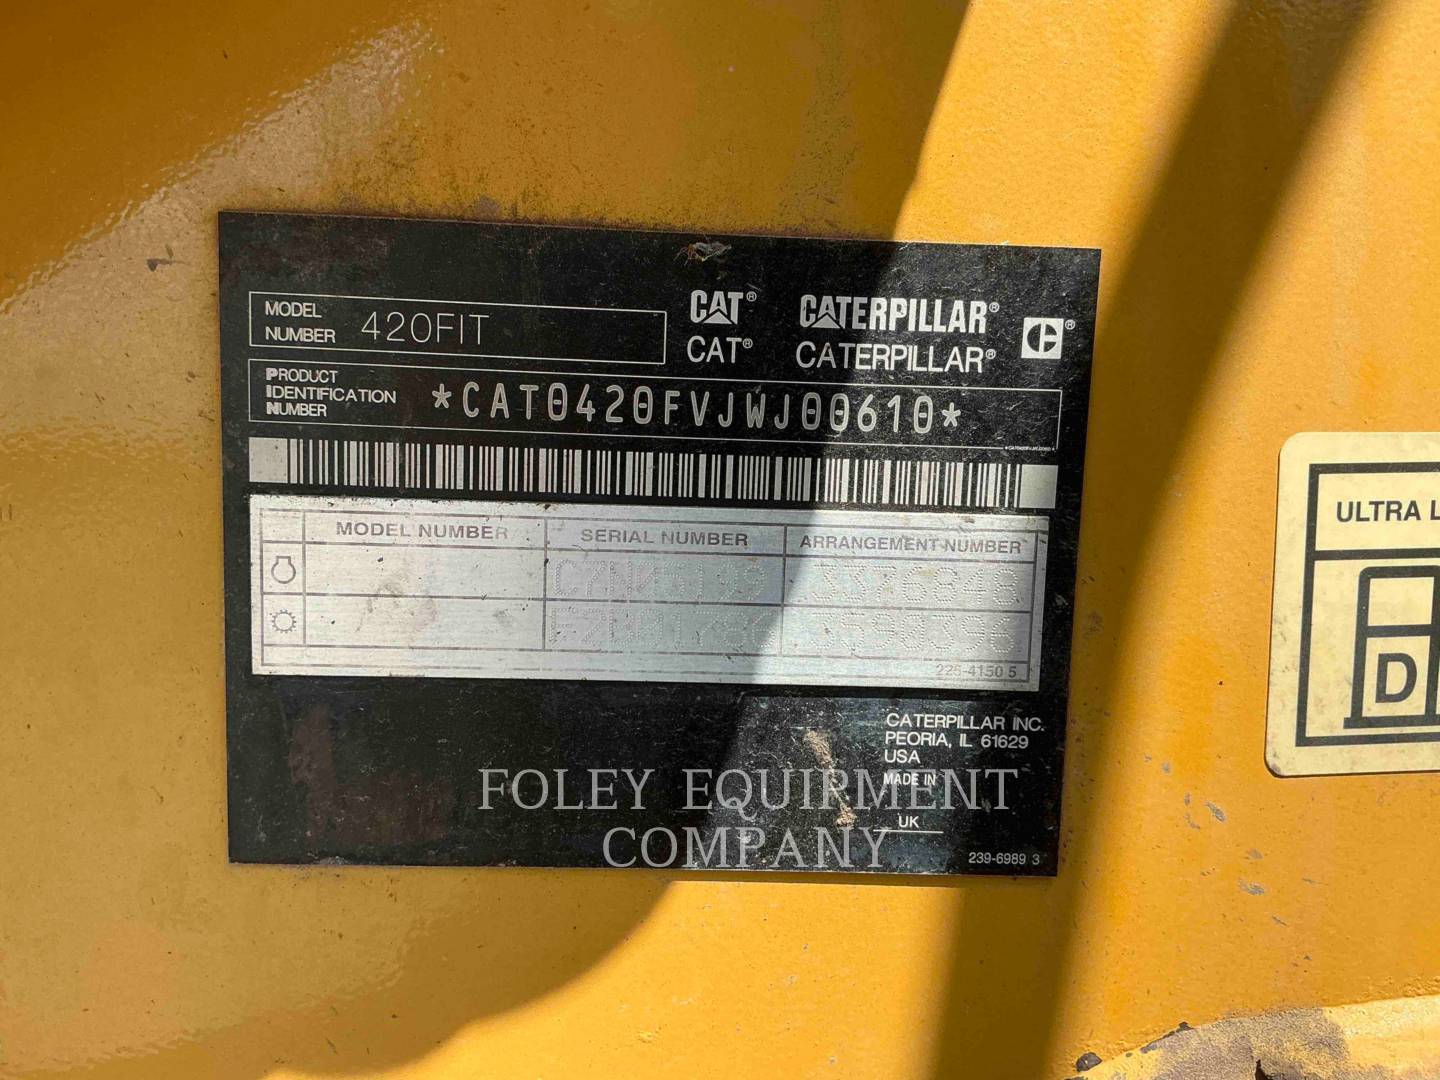 MODEL
NUMBER 420FIT
CAT® CATERPILLAR®
CAT® CATERPILLAR®
PRODUCT
IDENTIFICATION
NUMBER
*CAT0420FVJWJ00610*
MODEL NUMBER SERIAL NUMBER ARRANGEMENT NUMBER
3376848
225-4150 5
CATERPILLAR INC.
PEORIA, IL 61629
USA
MADE IN
UK
239-6989 3
FOLEY EQUIPMENT
COMPANY
ULTRA L
D